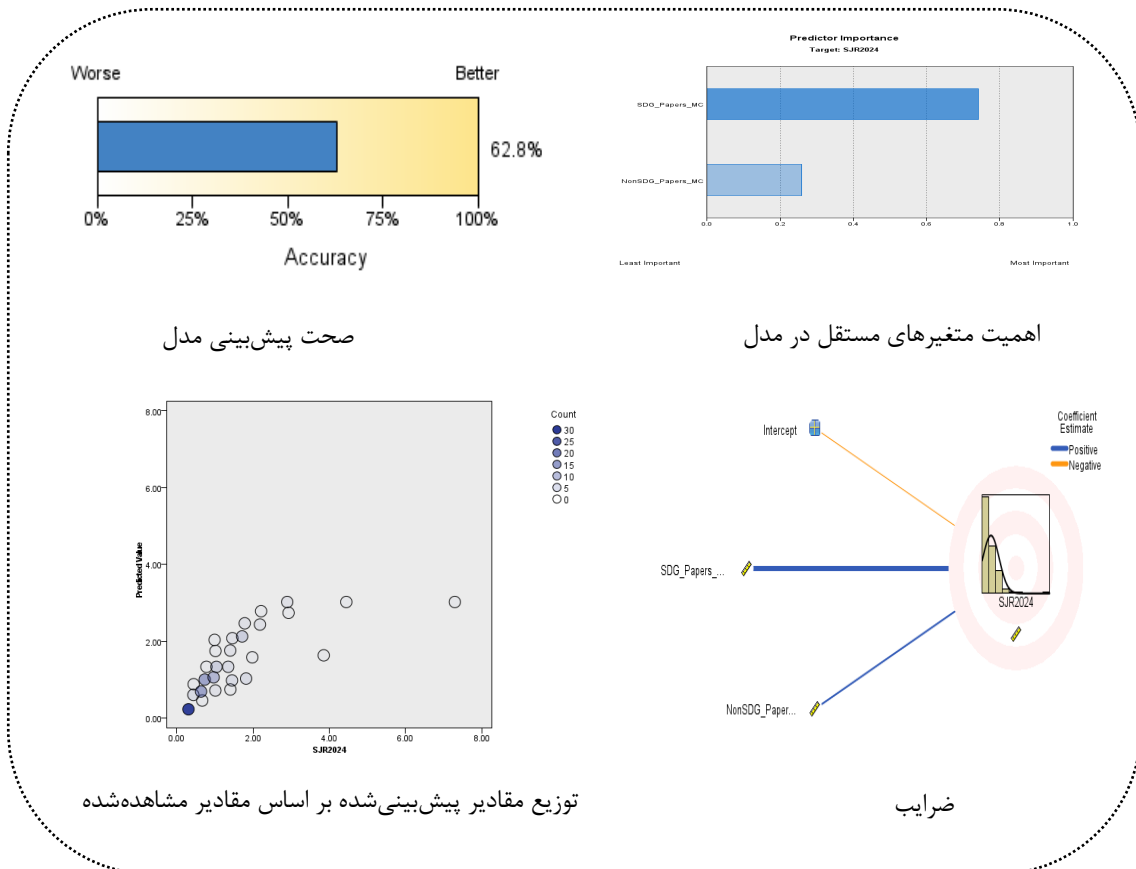 Worse
Better
62.8%
0%
25%
50%
75%
100%
Accuracy
صحت پیش‌بینی مدل
Predictor Importance
Target: SJR2024
SDG_Papers_MC
NonSDG_Papers_MC
0.0
0.2
0.4
0.6
0.8
1.0
Least Important
Most Important
اهمیت متغیرهای مستقل در مدل
8.00
6.00
4.00
2.00
0.00
Predicted Value
0.00
2.00
4.00
6.00
8.00
SJR2024
Count
30
25
20
15
10
5
0
توزیع مقادیر پیش‌بینی‌شده بر اساس مقادیر مشاهده‌شده
Intercept
SDG_Papers_...
NonSDG_Paper...
SJR2024
Coefficient
Estimate
Positive
Negative
ضرایب